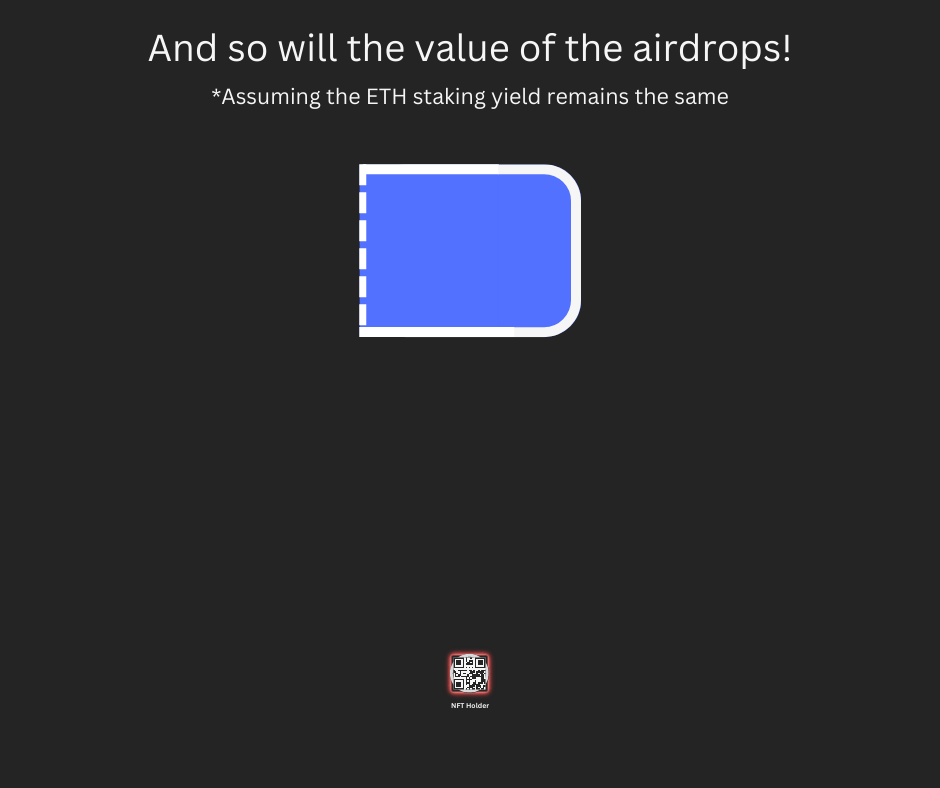 And so will the value of the airdrops!
*Assuming the ETH staking yield remains the same
NFT Holder